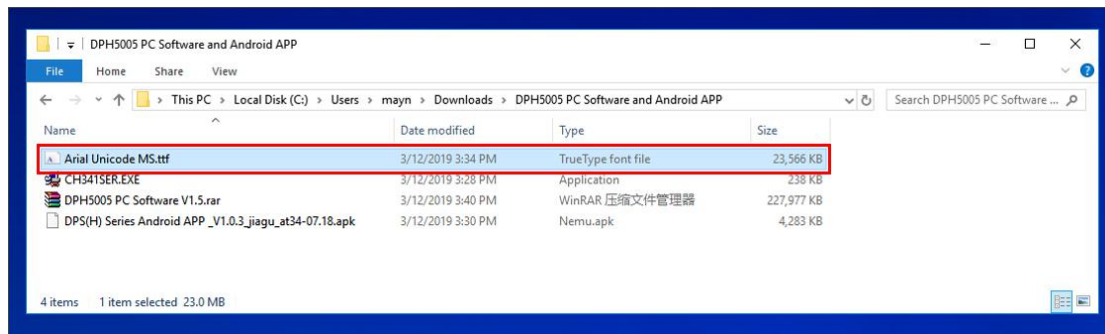 DPH5005 PC Software and Android APP
File Home Share View
This PC > Local Disk (C:) > Users > mayn > Downloads > DPH5005 PC Software and Android APP
Search DPH5005 PC Software ...
Name Date modified Type Size
Arial Unicode MS.ttf 3/12/2019 3:34 PM TrueType font file 23,566 KB
CH341SER.EXE 3/12/2019 3:28 PM Application 238 KB
DPH5005 PC Software V1.5.rar 3/12/2019 3:40 PM WinRAR 压缩文件管理器 227,977 KB
DPS(H) Series Android APP _V1.0.3_jiagu_at34-07.18.apk 3/12/2019 3:30 PM Nemu.apk 4,283 KB
4 items 1 item selected 23.0 MB